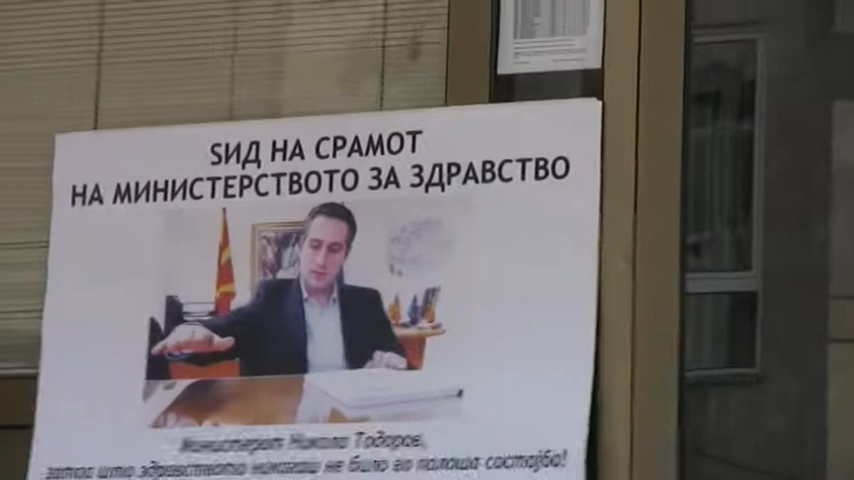 ЅИД НА СРАМОТ
НА МИНИСТЕРСТВОТО ЗА ЗДРАВСТВО
Министерот Никола Тодоров,
затоа што здравството никогаш не било во полоша состојба!